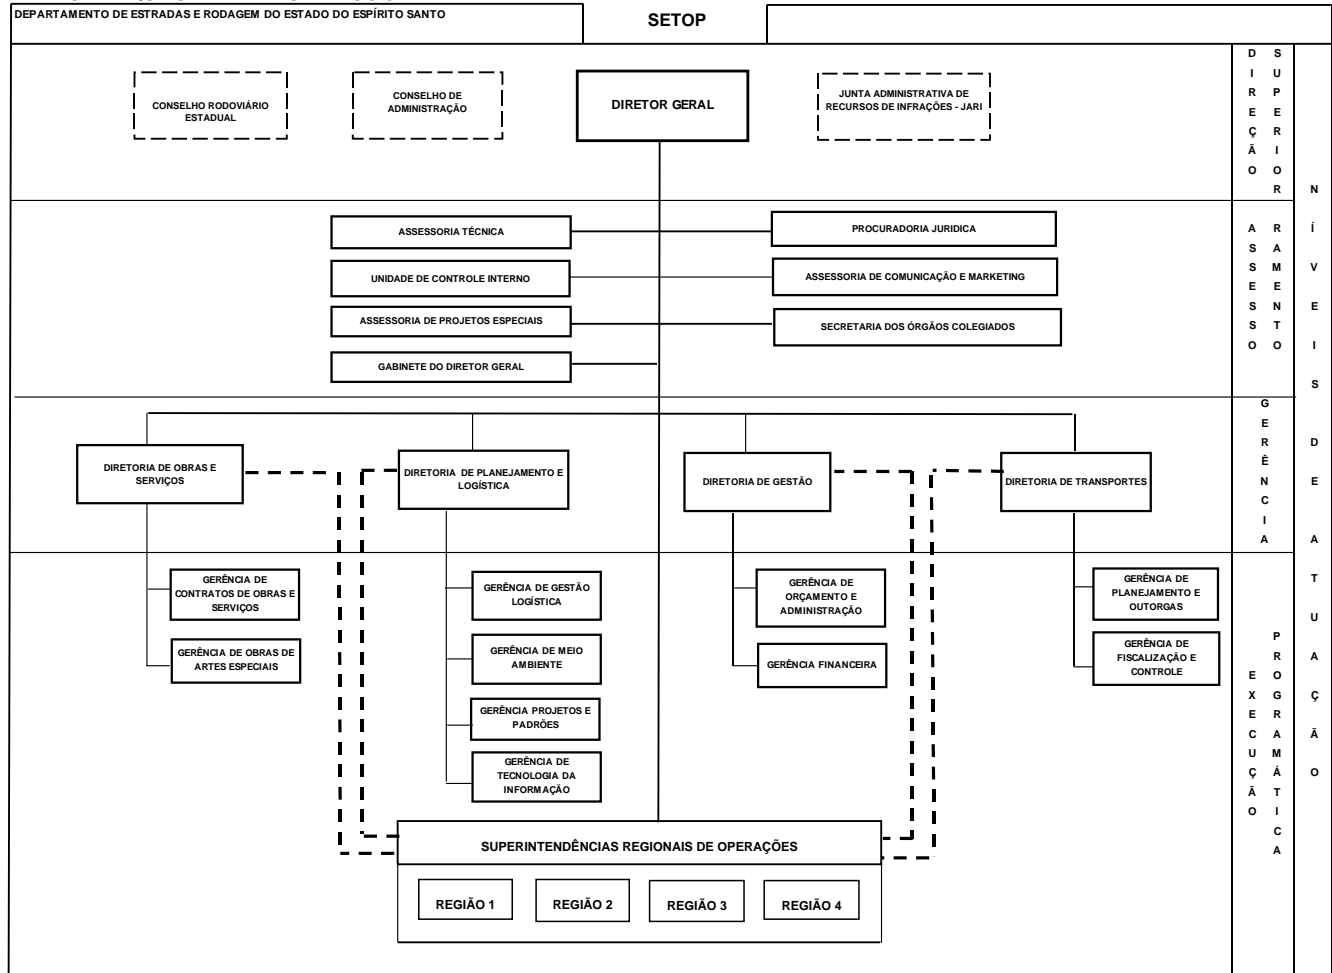 DEPARTAMENTO DE ESTRADAS E RODAGEM DO ESTADO DO ESPÍRITO SANTO
SETOP
CONSELHO RODOVIÁRIO
ESTADUAL
CONSELHO DE
ADMINISTRAÇÃO
DIRETOR GERAL
JUNTA ADMINISTRATIVA DE
RECURSOS DE INFRAÇÕES - JARI
DIREÇÃO
SUPERIOR
ASSESSORIA TÉCNICA
PROCURADORIA JURIDICA
UNIDADE DE CONTROLE INTERNO
ASSESSORIA DE COMUNICAÇÃO E MARKETING
ASSESSORIA DE PROJETOS ESPECIAIS
SECRETARIA DOS ÓRGÃOS COLEGIADOS
GABINETE DO DIRETOR GERAL
ASSESSO
RAMENTO
NÍVEIS DE ATUAÇÃO
DIRETORIA DE OBRAS E
SERVIÇOS
DIRETORIA DE PLANEJAMENTO E
LOGÍSTICA
DIRETORIA DE GESTÃO
DIRETORIA DE TRANSPORTES
GERÊNCIA
GERÊNCIA DE
CONTRATOS DE OBRAS E
SERVIÇOS
GERÊNCIA DE OBRAS DE
ARTES ESPECIAIS
GERÊNCIA DE GESTÃO
LOGÍSTICA
GERÊNCIA DE MEIO
AMBIENTE
GERÊNCIA PROJETOS E
PADRÕES
GERÊNCIA DE
TECNOLOGIA DA
INFORMAÇÃO
GERÊNCIA DE
ORÇAMENTO E
ADMINISTRAÇÃO
GERÊNCIA FINANCEIRA
GERÊNCIA DE
PLANEJAMENTO E
OUTORGAS
GERÊNCIA DE
FISCALIZAÇÃO E
CONTROLE
EXECUÇÃO
PROGRAMÁTICA
SUPERINTENDÊNCIAS REGIONAIS DE OPERAÇÕES
REGIÃO 1
REGIÃO 2
REGIÃO 3
REGIÃO 4